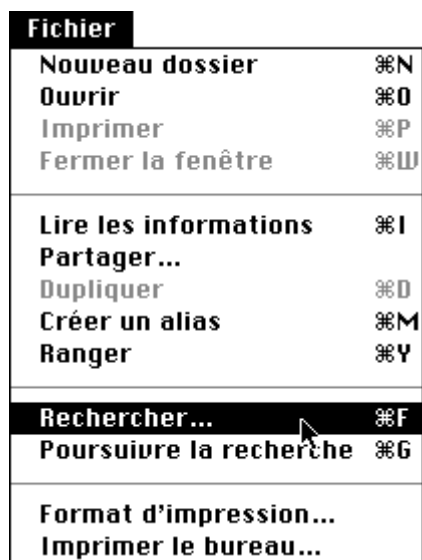 Fichier
Nouveau dossier ⌘N
Ouvrir ⌘O
Imprimer ⌘P
Fermer la fenêtre ⌘W
Lire les informations ⌘I
Partager...
Dupliquer ⌘D
Créer un alias ⌘M
Ranger ⌘Y
Rechercher... ⌘F
Poursuivre la recherche ⌘G
Format d'impression...
Imprimer le bureau...